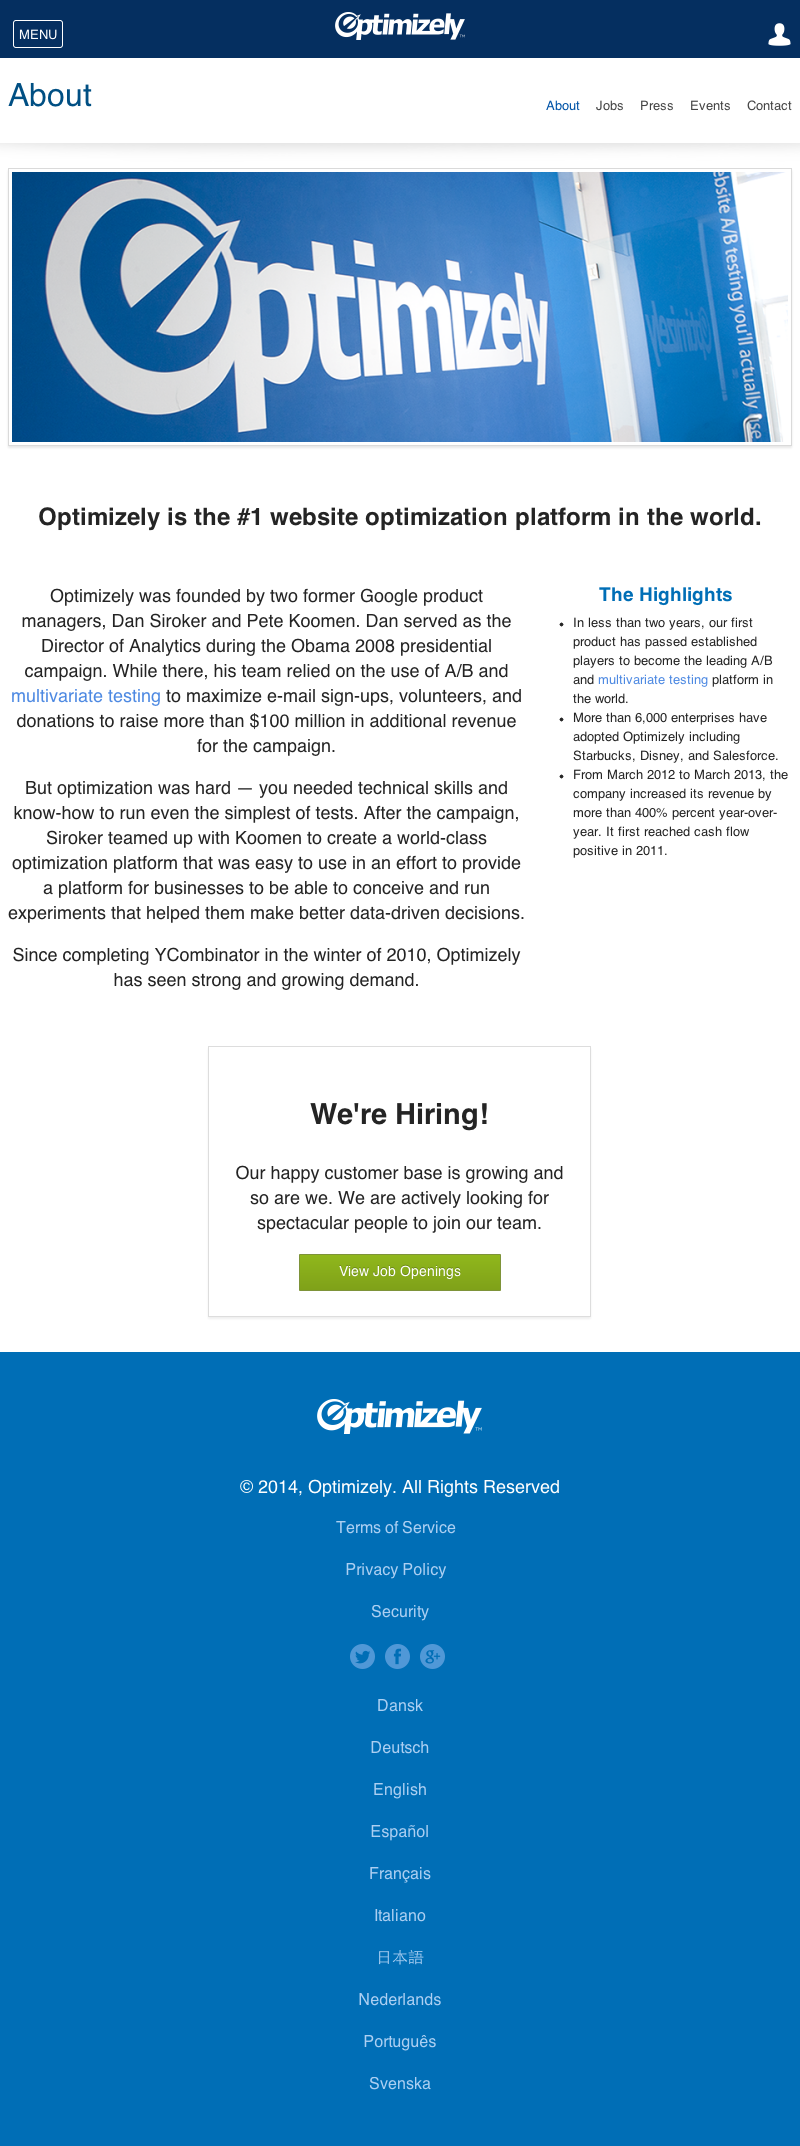 MENU
Optimizely™
About
About Jobs Press Events Contact
Optimizely
Optimizely
ebsite A/B testing you'll actually use
Optimizely is the #1 website optimization platform in the world.
Optimizely was founded by two former Google product
managers, Dan Siroker and Pete Koomen. Dan served as the
Director of Analytics during the Obama 2008 presidential
campaign. While there, his team relied on the use of A/B and
multivariate testing to maximize e-mail sign-ups, volunteers, and
donations to raise more than $100 million in additional revenue
for the campaign.
But optimization was hard — you needed technical skills and
know-how to run even the simplest of tests. After the campaign,
Siroker teamed up with Koomen to create a world-class
optimization platform that was easy to use in an effort to provide
a platform for businesses to be able to conceive and run
experiments that helped them make better data-driven decisions.
Since completing YCombinator in the winter of 2010, Optimizely
has seen strong and growing demand.
The Highlights
• In less than two years, our first
product has passed established
players to become the leading A/B
and multivariate testing platform in
the world.
• More than 6,000 enterprises have
adopted Optimizely including
Starbucks, Disney, and Salesforce.
• From March 2012 to March 2013, the
company increased its revenue by
more than 400% percent year-over-
year. It first reached cash flow
positive in 2011.
We're Hiring!
Our happy customer base is growing and
so are we. We are actively looking for
spectacular people to join our team.
View Job Openings
Optimizely™
© 2014, Optimizely. All Rights Reserved
Terms of Service
Privacy Policy
Security
Dansk
Deutsch
English
Español
Français
Italiano
日本語
Nederlands
Português
Svenska